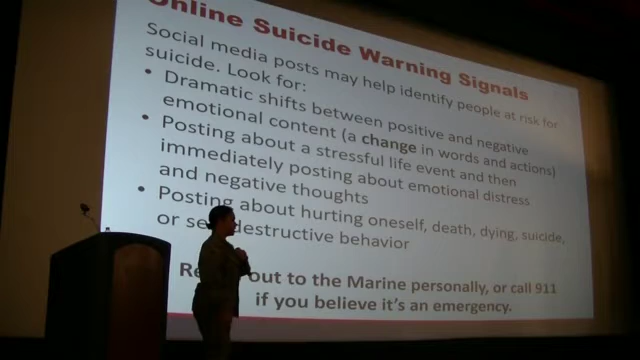 Online Suicide Warning Signals
Social media posts may help identify people at risk for
suicide. Look for:
• Dramatic shifts between positive and negative
emotional content (a change in words and actions)
• Posting about a stressful life event and then
immediately posting about emotional distress
and negative thoughts
• Posting about hurting oneself, death, dying, suicide,
or destructive behavior
out to the Marine personally, or call 911
if you believe it's an emergency.